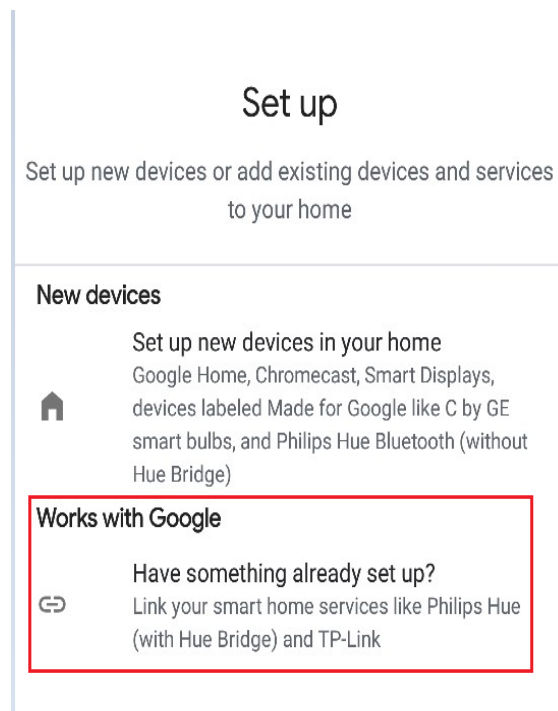 Set up
Set up new devices or add existing devices and services
to your home
New devices
Set up new devices in your home
Google Home, Chromecast, Smart Displays,
devices labeled Made for Google like C by GE
smart bulbs, and Philips Hue Bluetooth (without
Hue Bridge)
Works with Google
Have something already set up?
Link your smart home services like Philips Hue
(with Hue Bridge) and TP-Link